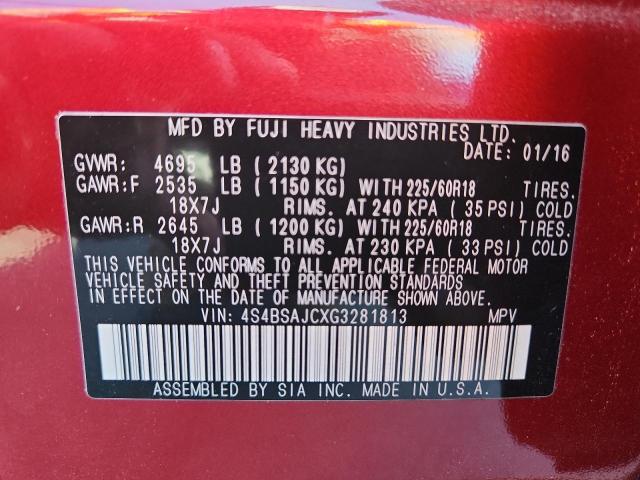 MFD BY FUJI HEAVY INDUSTRIES LTD.
DATE: 01/16
GVWR: 4695 LB ( 2130 KG)
GAWR:F 2535 LB ( 1150 KG) WITH 225/60R18 TIRES.
18X7J RIMS. AT 240 KPA ( 35 PSI) COLD
GAWR:R 2645 LB ( 1200 KG) WITH 225/60R18 TIRES.
18X7J RIMS. AT 230 KPA ( 33 PSI) COLD
THIS VEHICLE CONFORMS TO ALL APPLICABLE FEDERAL MOTOR
VEHICLE SAFETY AND THEFT PREVENTION STANDARDS
IN EFFECT ON THE DATE OF MANUFACTURE SHOWN ABOVE.
VIN: 4S4BSAJCXG3281813 MPV
ASSEMBLED BY SIA INC. MADE IN U.S.A.